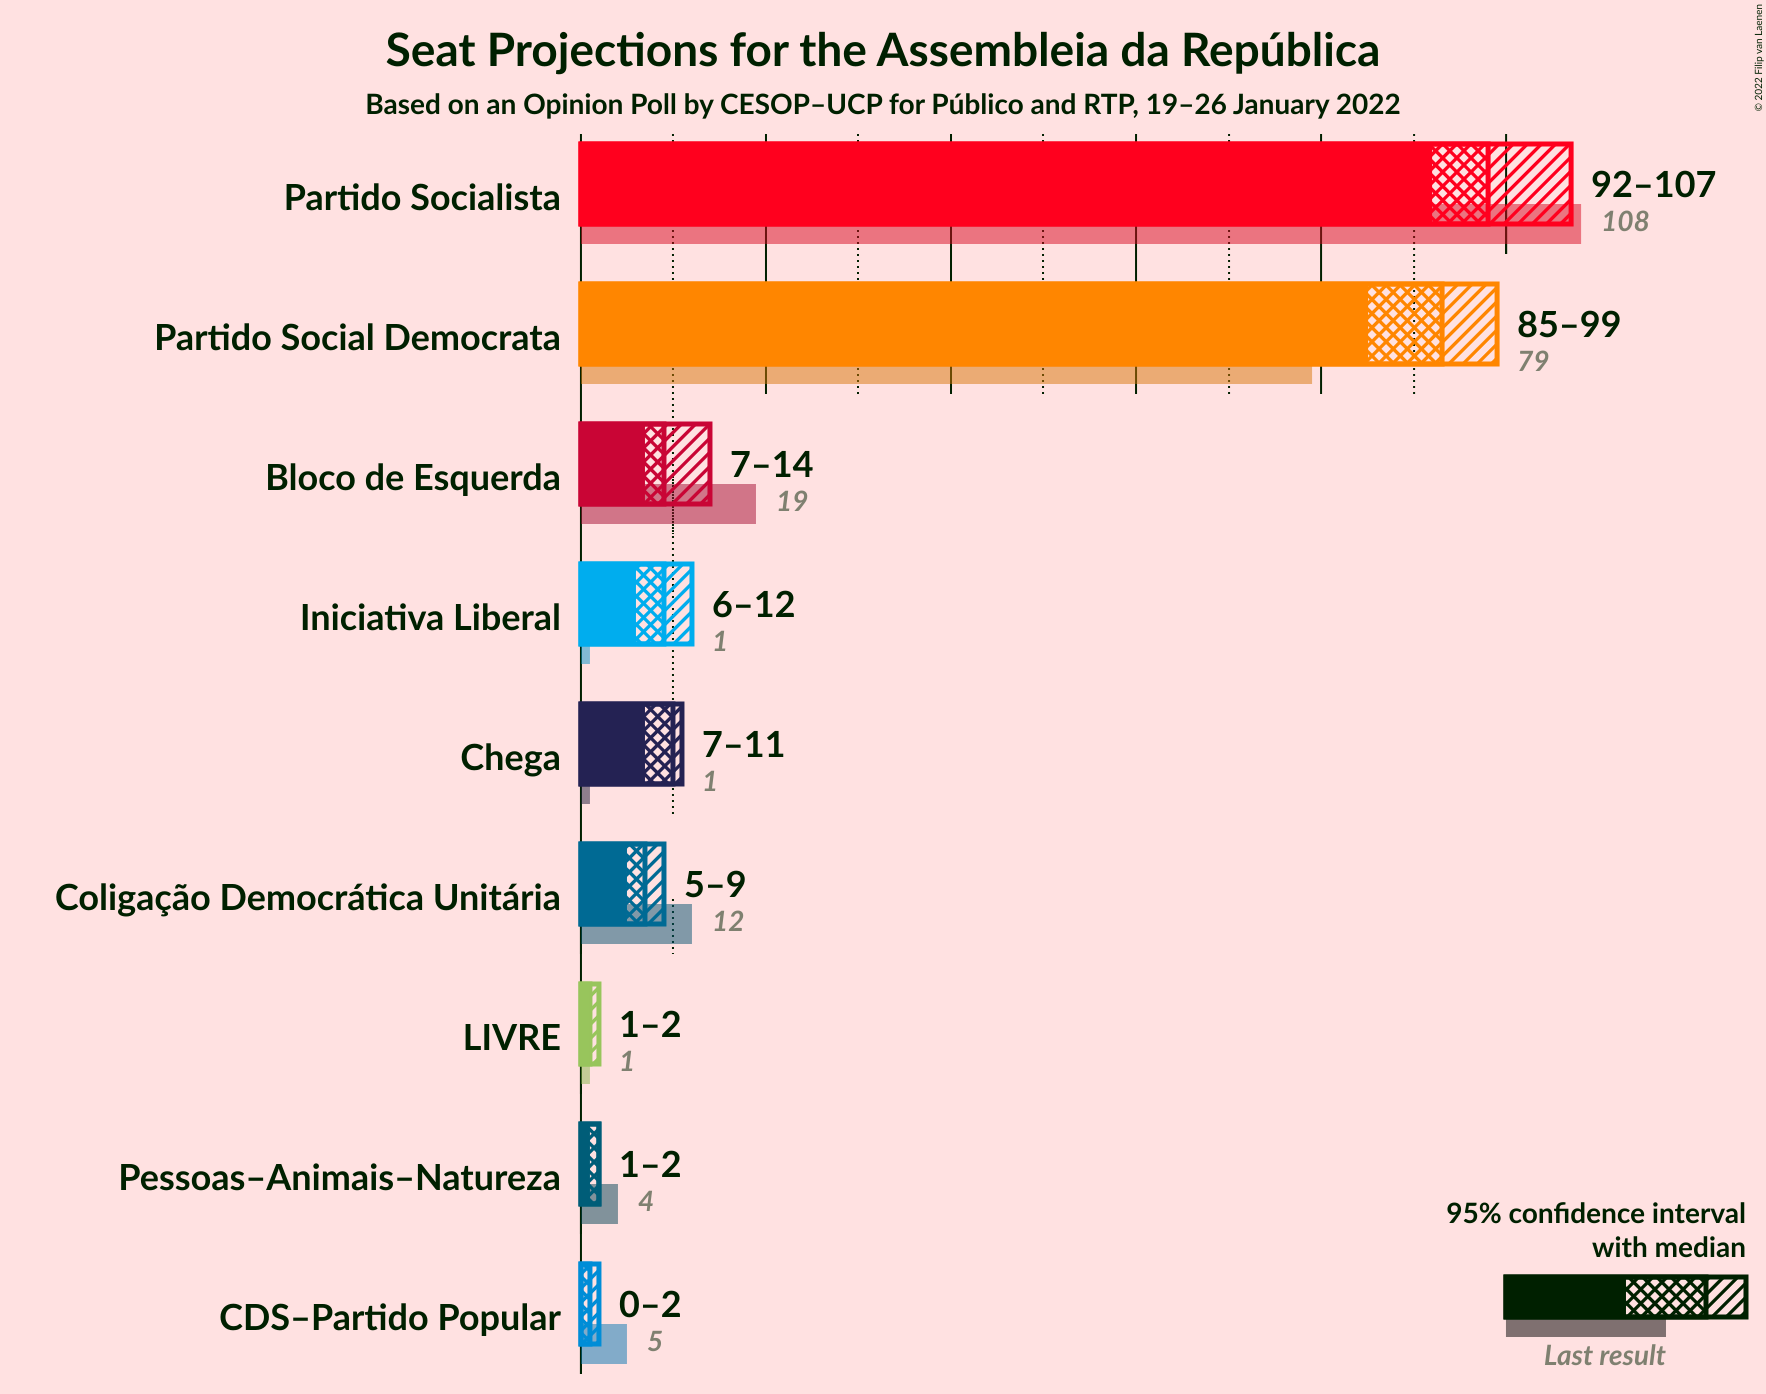 Seat Projections for the Assembleia da República
Based on an Opinion Poll by CESOP–UCP for Público and RTP, 19–26 January 2022
© 2022 Filip van Laenen
Partido Socialista
92–107
108
Partido Social Democrata
85–99
79
Bloco de Esquerda
7–14
19
Iniciativa Liberal
6–12
1
Chega
7–11
1
Coligação Democrática Unitária
5–9
12
LIVRE
1–2
1
Pessoas–Animais–Natureza
1–2
4
CDS–Partido Popular
0–2
5
95% confidence interval
with median
Last result